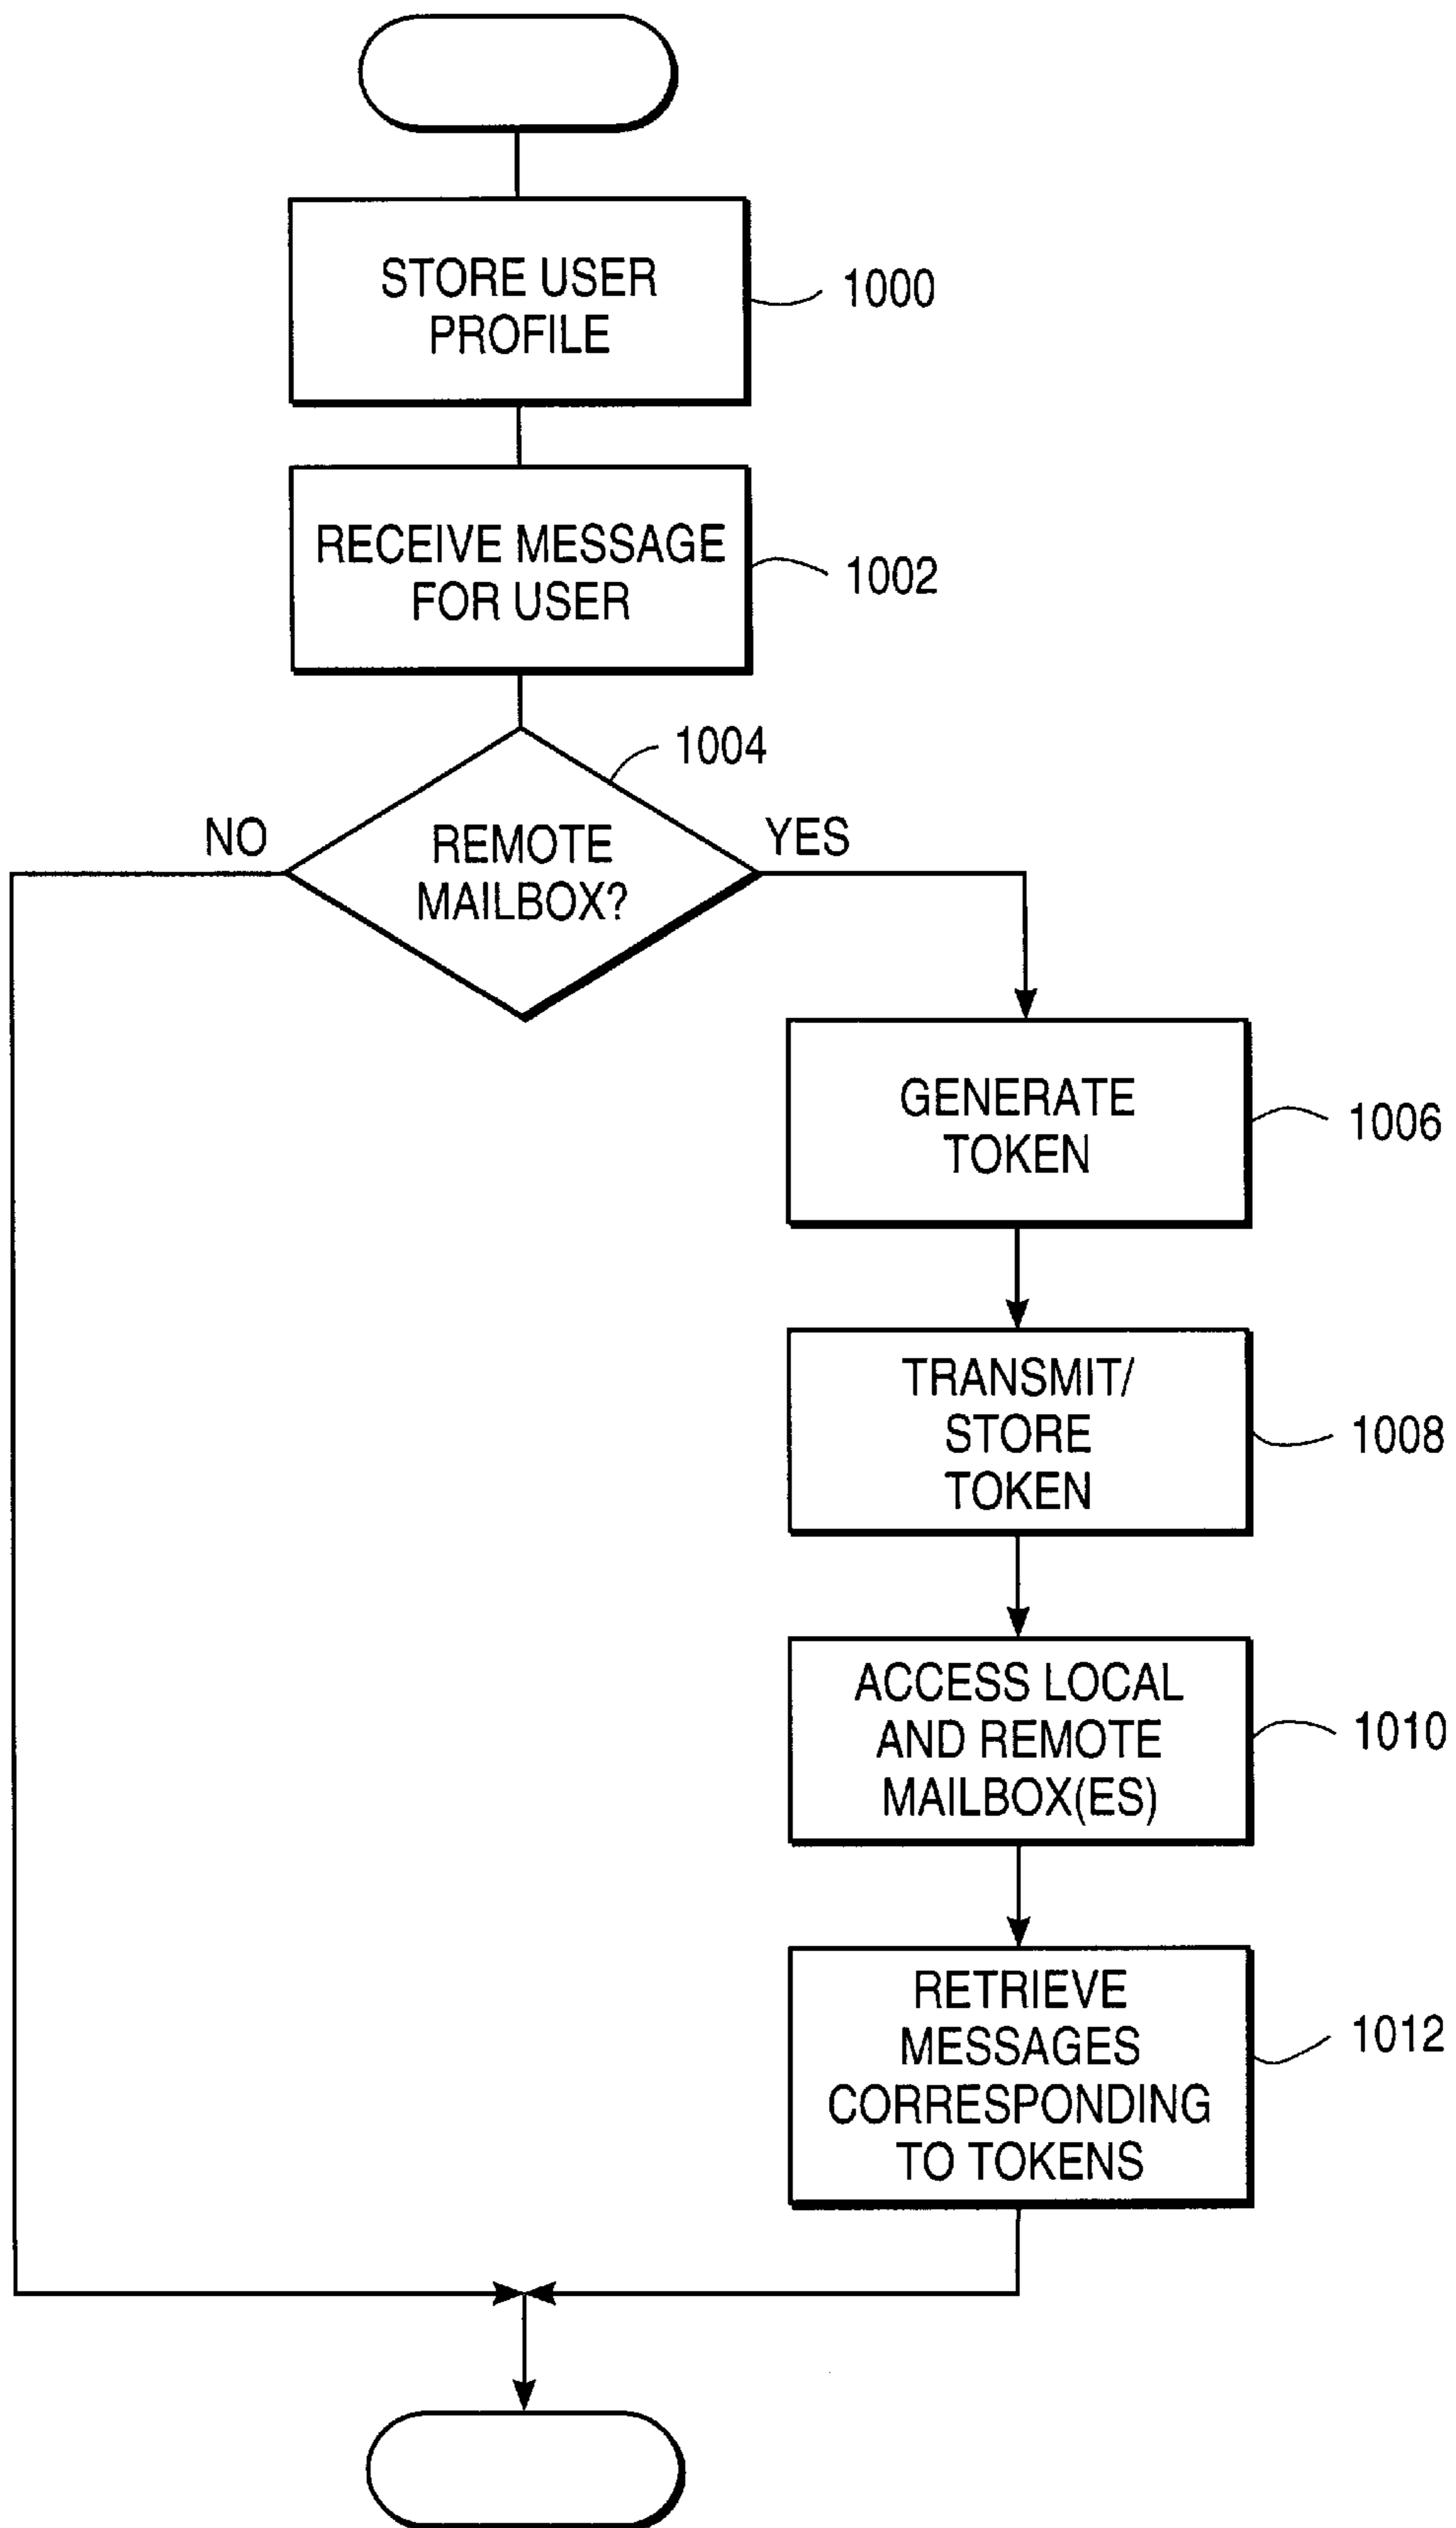 STORE USER
PROFILE
1000
RECEIVE MESSAGE
FOR USER
1002
1004
NO
REMOTE
MAILBOX?
YES
GENERATE
TOKEN
1006
TRANSMIT/
STORE
TOKEN
1008
ACCESS LOCAL
AND REMOTE
MAILBOX(ES)
1010
RETRIEVE
MESSAGES
CORRESPONDING
TO TOKENS
1012